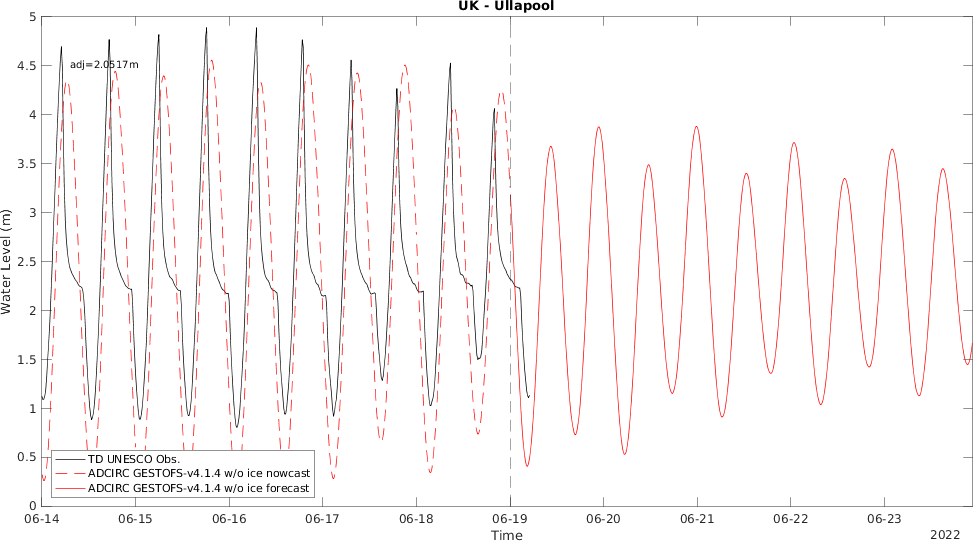 UK - Ullapool
5
4.5
4
3.5
3
2.5
2
1.5
1
0.5
0
Water Level (m)
adj=2.0517m
TD UNESCO Obs.
ADCIRC GESTOFS-v4.1.4 w/o ice nowcast
ADCIRC GESTOFS-v4.1.4 w/o ice forecast
06-14 06-15 06-16 06-17 06-18 06-19 06-20 06-21 06-22 06-23
Time
2022